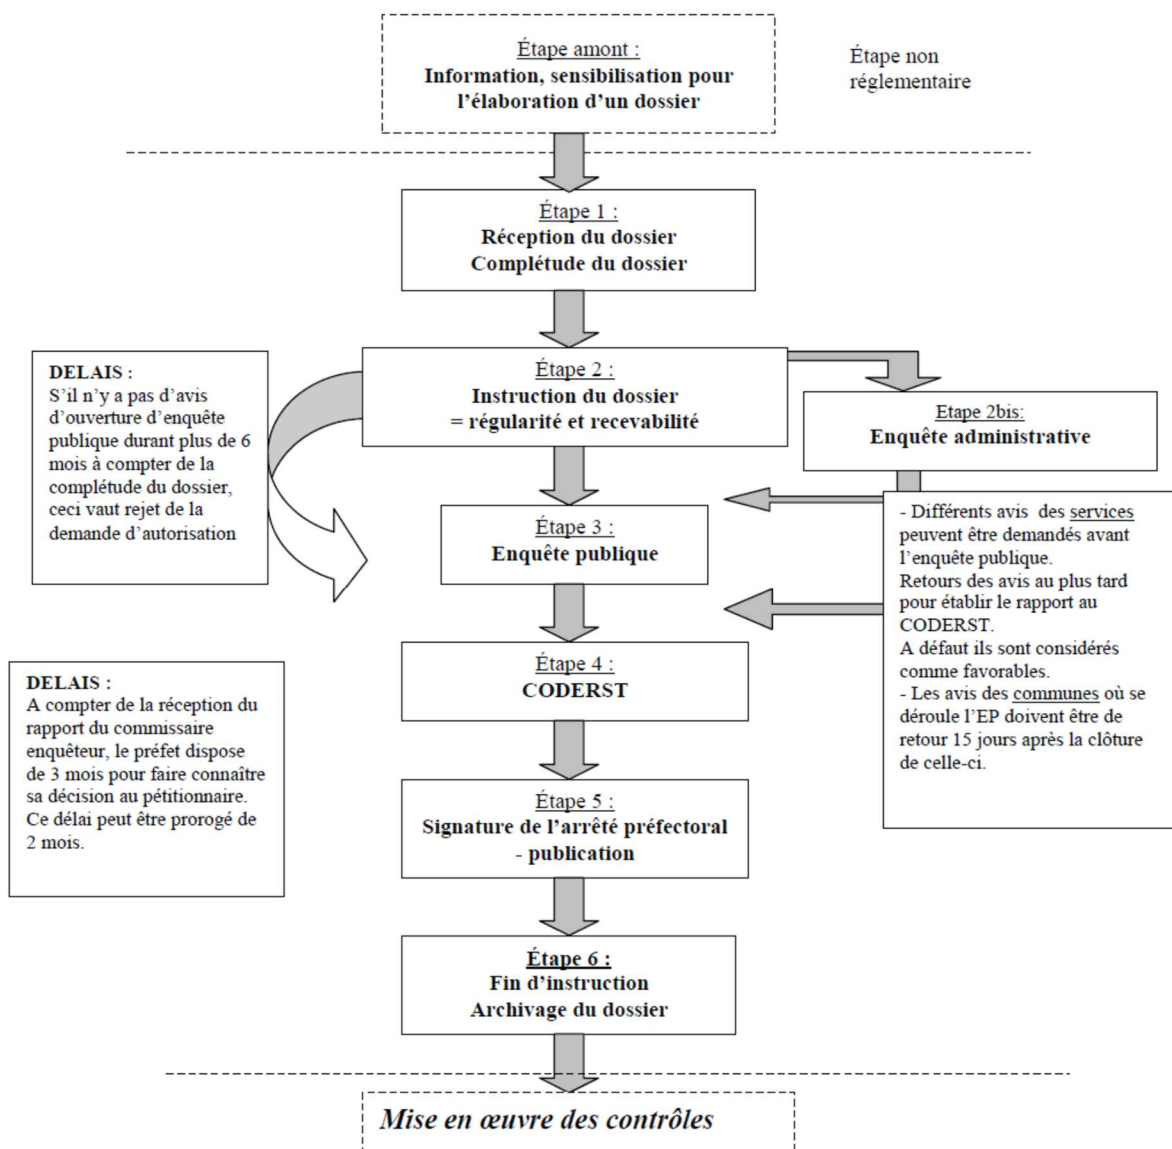 Étape amont :
Information, sensibilisation pour
l'élaboration d'un dossier
Étape non
réglementaire
Étape 1 :
Réception du dossier
Complétude du dossier
DELAIS :
S'il n'y a pas d'avis
d'ouverture d'enquête
publique durant plus de 6
mois à compter de la
complétude du dossier,
ceci vaut rejet de la
demande d'autorisation
Étape 2 :
Instruction du dossier
= régularité et recevabilité
Etape 2bis:
Enquête administrative
- Différents avis des services
peuvent être demandés avant
l'enquête publique.
Retours des avis au plus tard
pour établir le rapport au
CODERST.
A défaut ils sont considérés
comme favorables.
- Les avis des communes où se
déroule l'EP doivent être de
retour 15 jours après la clôture
de celle-ci.
Étape 3 :
Enquête publique
Étape 4 :
CODERST
DELAIS :
A compter de la réception du
rapport du commissaire
enquêteur, le préfet dispose
de 3 mois pour faire connaître
sa décision au pétitionnaire.
Ce délai peut être prorogé de
2 mois.
Étape 5 :
Signature de l'arrêté préfectoral
- publication
Étape 6 :
Fin d'instruction
Archivage du dossier
Mise en œuvre des contrôles